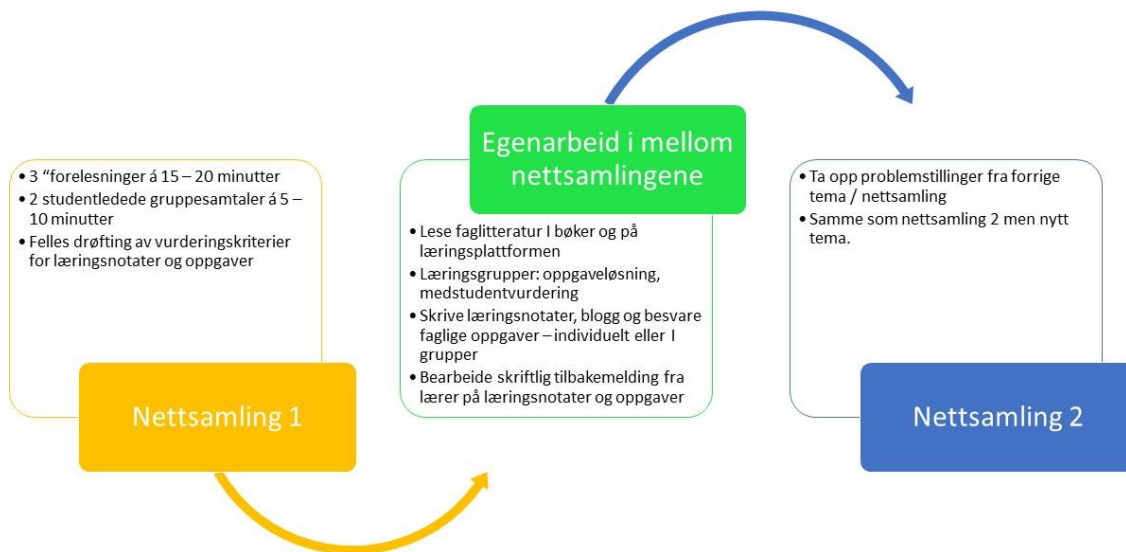 • 3 “forelesninger á 15 – 20 minutter
• 2 studentledede gruppesamtaler á 5 –
10 minutter
• Felles drøfting av vurderingskriterier
for læringsnotater og oppgaver
Nettsamling 1
Egenarbeid i mellom
nettsamlingene
• Lese faglitteratur I bøker og på
læringsplattformen
• Læringsgrupper: oppgaveløsning,
medstudentvurdering
• Skrive læringsnotater, blogg og besvare
faglige oppgaver – individuelt eller I
grupper
• Bearbeide skriftlig tilbakemelding fra
lærer på læringsnotater og oppgaver
• Ta opp problemstillinger fra forrige
tema / nettsamling
• Samme som nettsamling 2 men nytt
tema.
Nettsamling 2